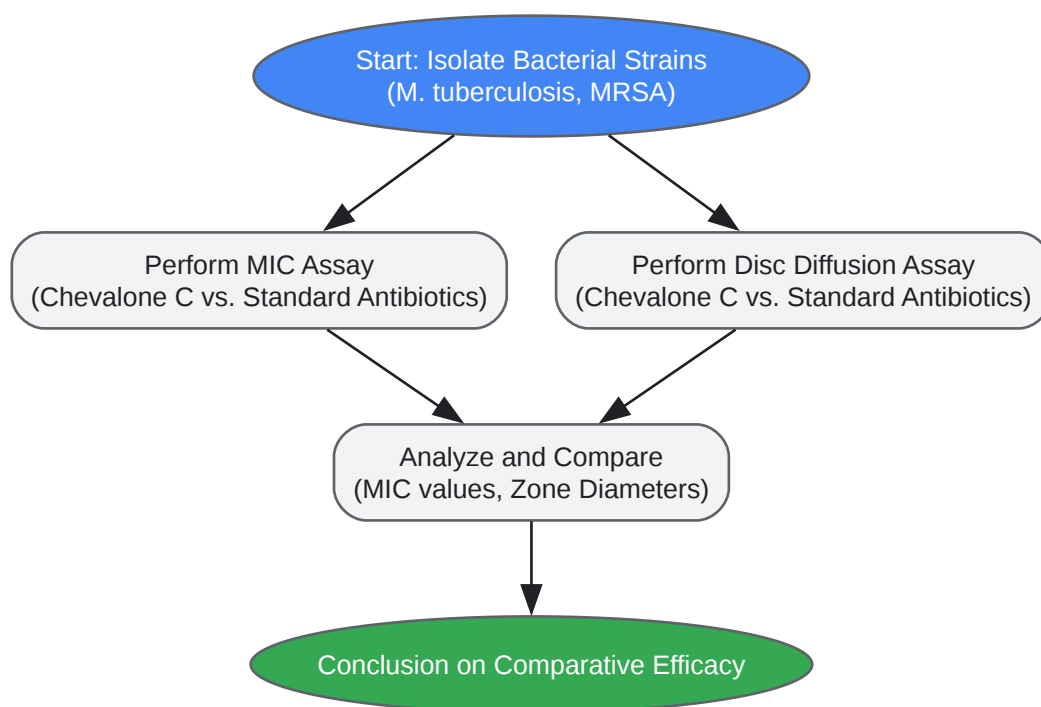 Start: Isolate Bacterial Strains
(M. tuberculosis, MRSA)
Perform MIC Assay
(Chevalone C vs. Standard Antibiotics)
Perform Disc Diffusion Assay
(Chevalone C vs. Standard Antibiotics)
Analyze and Compare
(MIC values, Zone Diameters)
Conclusion on Comparative Efficacy